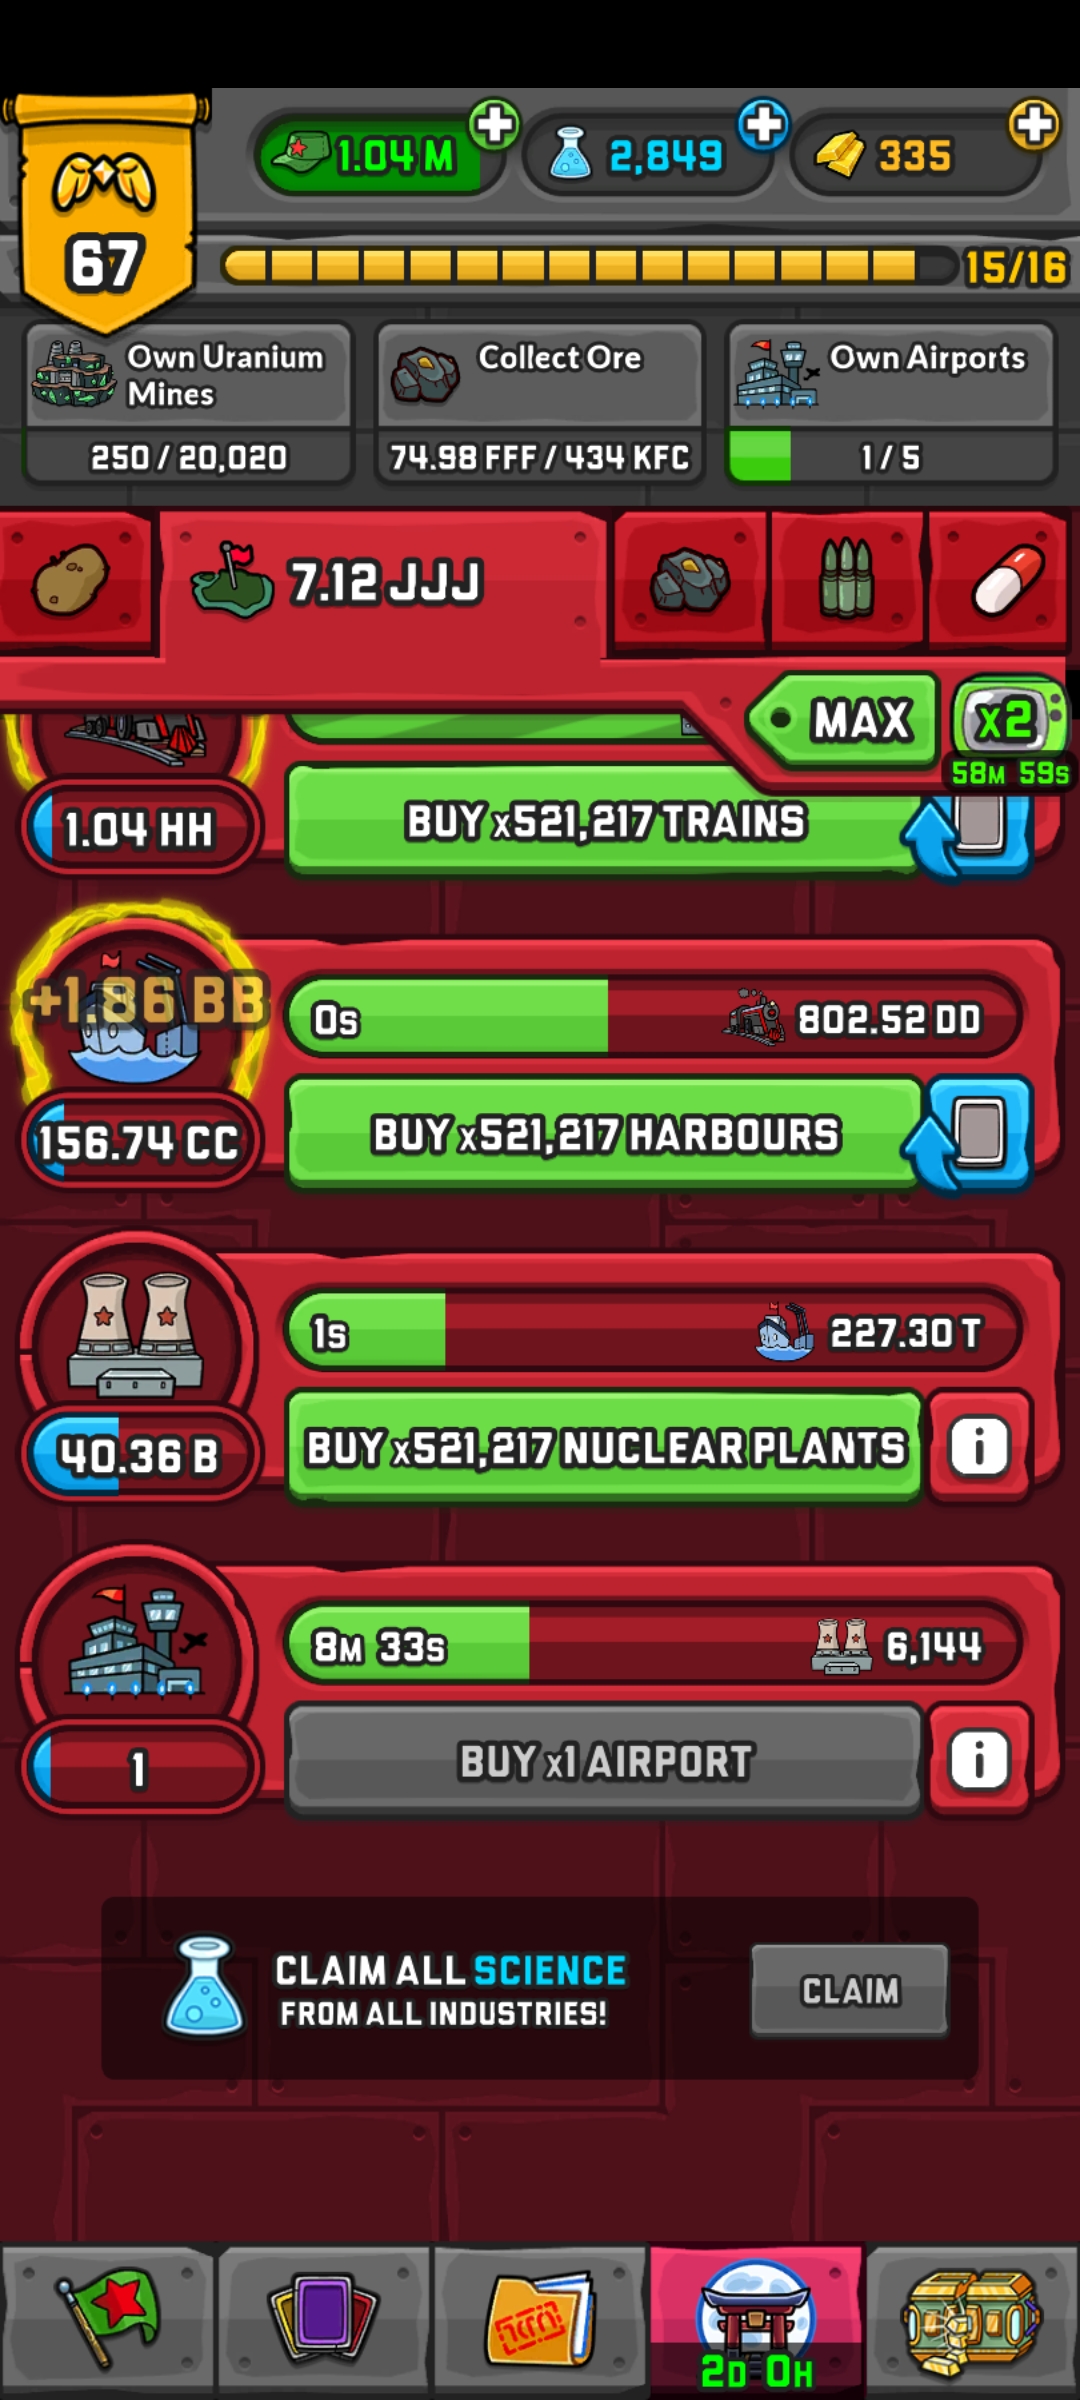 1.04 M
2,849
335
67
15/16
Own Uranium
Mines
250 / 20,020
Collect Ore
74.98 FFF / 434 KFC
Own Airports
1 / 5
7.12 JJJ
MAX
x2
58M 59S
1.04 HH
BUY x521,217 TRAINS
+1.86 BB
0s
802.52 DD
156.74 CC
BUY x521,217 HARBOURS
1s
227.30 T
40.36 B
BUY x521,217 NUCLEAR PLANTS
i
8M 33S
6,144
1
BUY x1 AIRPORT
i
CLAIM ALL SCIENCE
FROM ALL INDUSTRIES!
CLAIM
2D 0H